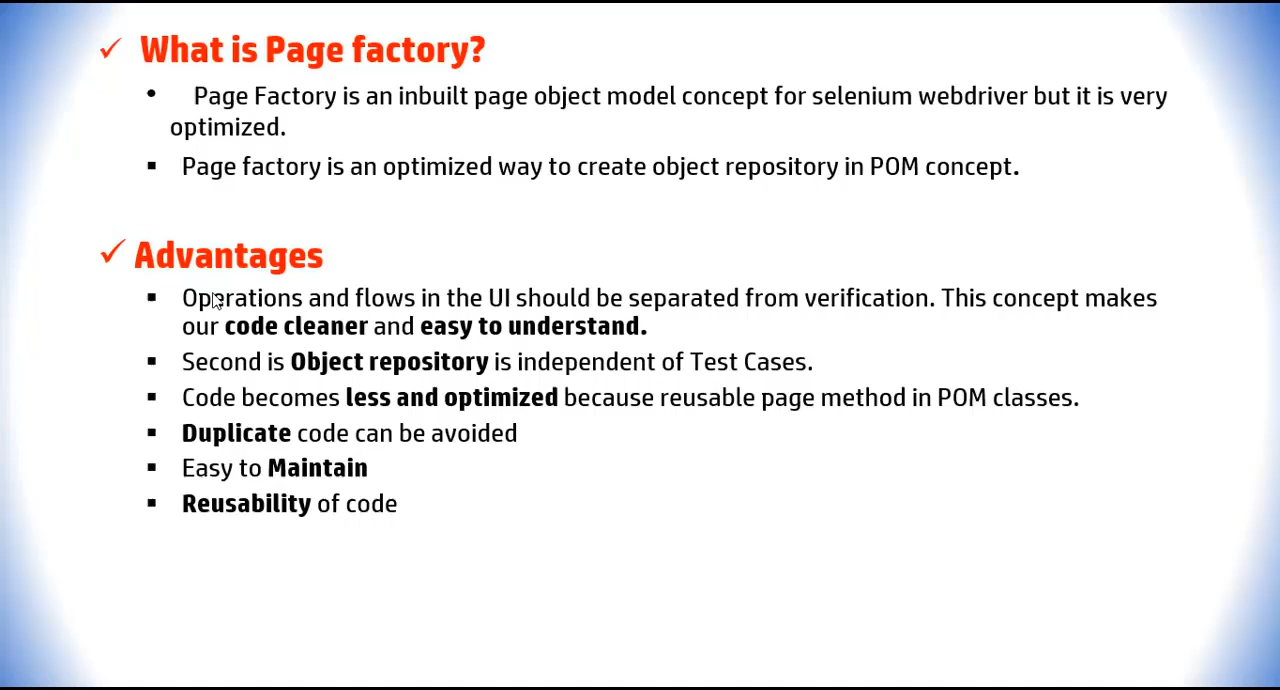 What is Page factory?
Page Factory is an inbuilt page object model concept for selenium webdriver but it is very
optimized.
Page factory is an optimized way to create object repository in POM concept.
Advantages
Operations and flows in the UI should be separated from verification. This concept makes
our code cleaner and easy to understand.
Second is Object repository is independent of Test Cases.
Code becomes less and optimized because reusable page method in POM classes.
Duplicate code can be avoided
Easy to Maintain
Reusability of code